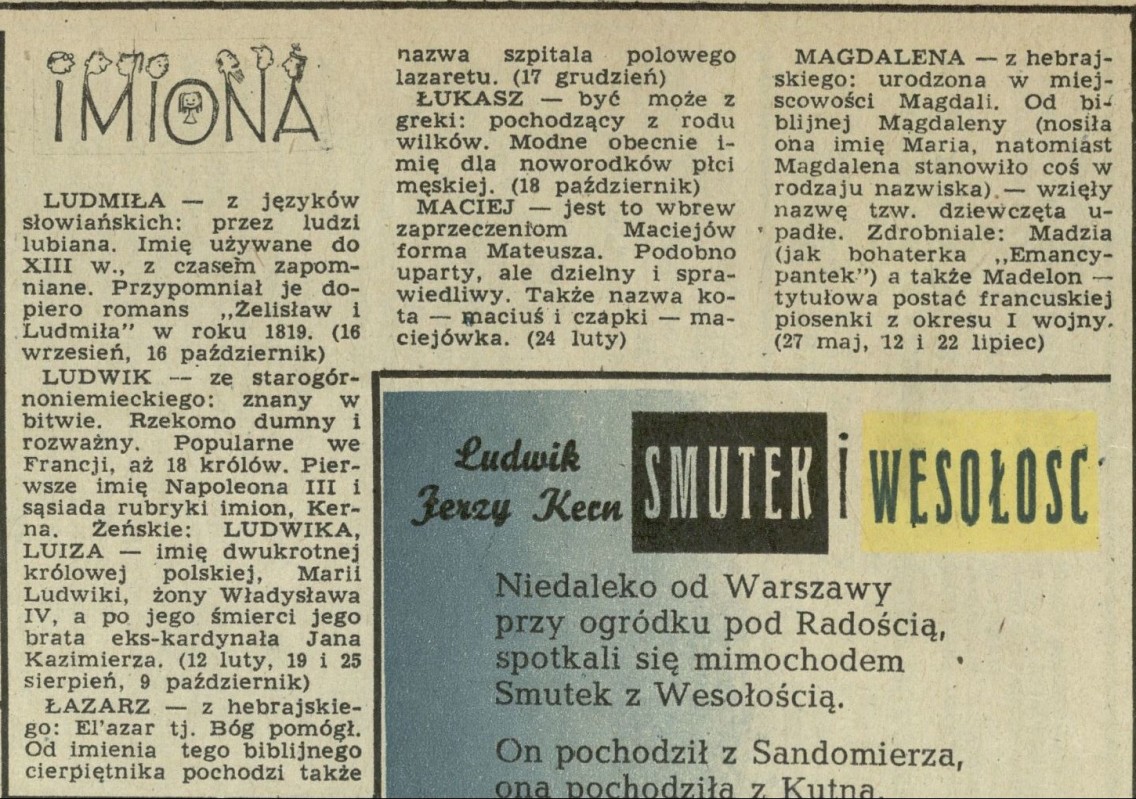 IMIONA
LUDMIŁA — z języków
słowiańskich: przez ludzi
lubiana. Imię używane do
XIII w., z czasem zapom-
niane. Przypomniał je do-
piero romans ,,Żelisław i
Ludmiła" w roku 1819. (16
wrzesień, 16 październik)
LUDWIK — ze starogór-
noniemieckiego: znany w
bitwie. Rzekomo dumny i
rozważny. Popularne we
Francji, aż 18 królów. Pier-
wsze imię Napoleona III i
sąsiada rubryki imion, Ker-
na. Żeńskie: LUDWIKA,
LUIZA — imię dwukrotnej
królowej polskiej, Marii
Ludwiki, żony Władysława
IV, a po jego śmierci jego
brata eks-kardynała Jana
Kazimierza. (12 luty, 19 i 25
sierpień, 9 październik)
ŁAZARZ — z hebrajskie-
go: El'azar tj. Bóg pomógł.
Od imienia tego biblijnego
cierpiętnika pochodzi także
nazwa szpitala polowego
lazaretu. (17 grudzień)
ŁUKASZ — być może z
greki: pochodzący z rodu
wilków. Modne obecnie i-
mię dla noworodków płci
męskiej. (18 październik)
MACIEJ — jest to wbrew
zaprzeczeniom Maciejów
forma Mateusza. Podobno
uparty, ale dzielny i spra-
wiedliwy. Także nazwa ko-
ta — maciuś i czapki — ma-
ciejówka. (24 luty)
MAGDALENA — z hebraj-
skiego: urodzona w miej-
scowości Magdali. Od bi-
blijnej Magdaleny (nosiła
ona imię Maria, natomiast
Magdalena stanowiło coś w
rodzaju nazwiska) — wzięły
nazwę tzw. dziewczęta u-
padłe. Zdrobniale: Madzia
(jak bohaterka ,,Emancy-
pantek") a także Madelon —
tytułowa postać francuskiej
piosenki z okresu I wojny.
(27 maj, 12 i 22 lipiec)
Ludwik
Jerzy Kern
SMUTEK i WESOŁOSC
Niedaleko od Warszawy
przy ogródku pod Radością,
spotkali się mimochodem
Smutek z Wesołością.
On pochodził z Sandomierza,
ona pochodziła z Kutna,